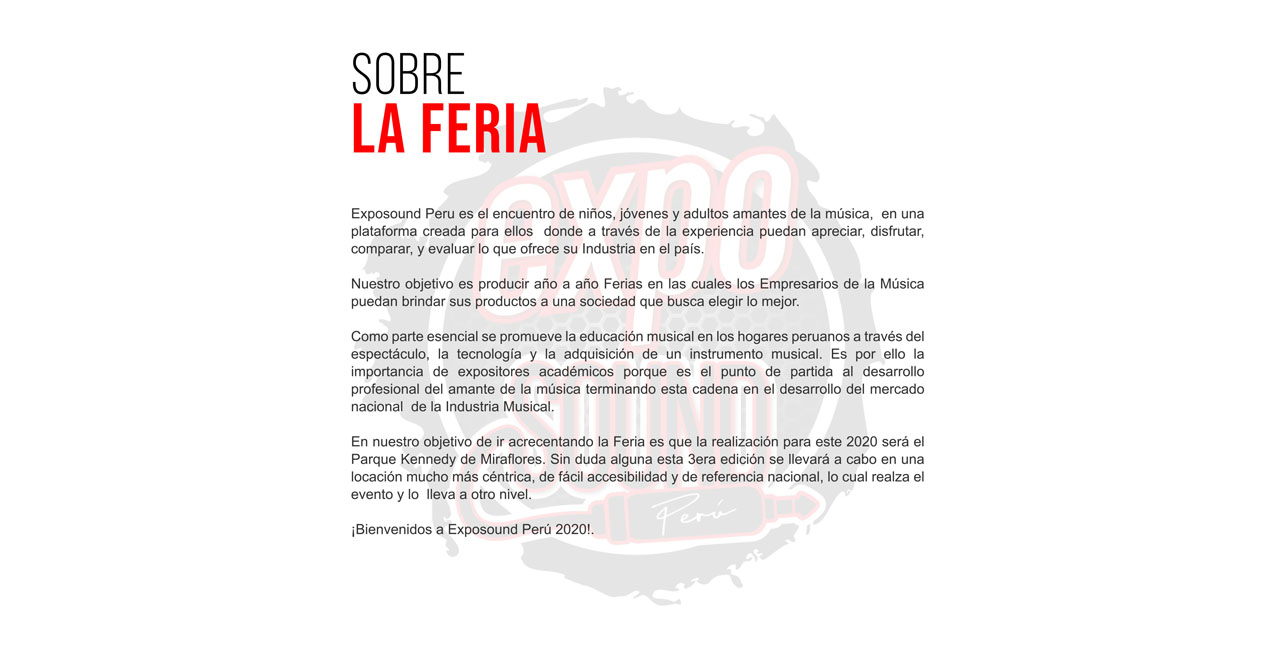 SOBRE
LA FERIA
Exposound Peru es el encuentro de niños, jóvenes y adultos amantes de la música,  en una
plataforma creada para ellos  donde a través de la experiencia puedan apreciar, disfrutar,
comparar, y evaluar lo que ofrece su Industria en el país.
Nuestro objetivo es producir año a año Ferias en las cuales los Empresarios de la Música
puedan brindar sus productos a una sociedad que busca elegir lo mejor.
Como parte esencial se promueve la educación musical en los hogares peruanos a través del
espectáculo, la tecnología y la adquisición de un instrumento musical. Es por ello la
importancia de expositores académicos porque es el punto de partida al desarrollo
profesional del amante de la música terminando esta cadena en el desarrollo del mercado
nacional  de la Industria Musical.
En nuestro objetivo de ir acrecentando la Feria es que la realización para este 2020 será el
Parque Kennedy de Miraflores. Sin duda alguna esta 3era edición se llevará a cabo en una
locación mucho más céntrica, de fácil accesibilidad y de referencia nacional, lo cual realza el
evento y lo  lleva a otro nivel.
¡Bienvenidos a Exposound Perú 2020!.
expo
SOUND
Perú